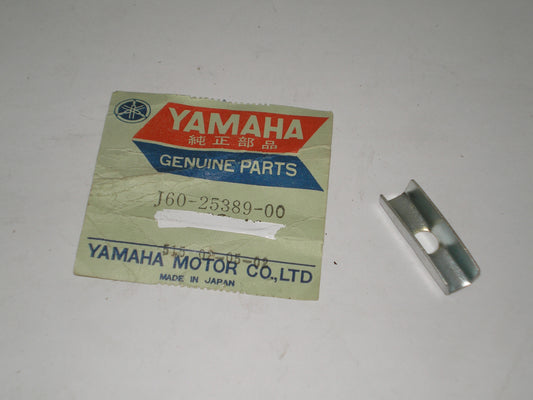 YAMAHA
純正部品
GENUINE PARTS
J60-25389-00
YAMAHA MOTOR CO.,LTD
MADE IN JAPAN